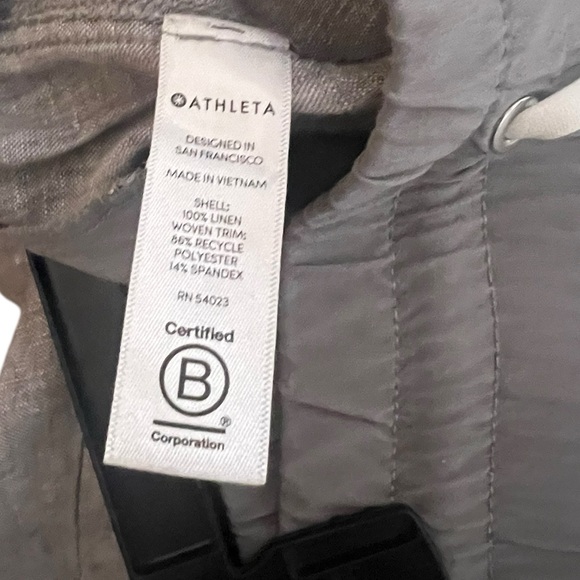 ATHLETA
DESIGNED IN
SAN FRANCISCO
MADE IN VIETNAM
SHELL:
100% LINEN
WOVEN TRIM:
86% RECYCLE
POLYESTER
14% SPANDEX
RN 54023
Certified
B
®
Corporation